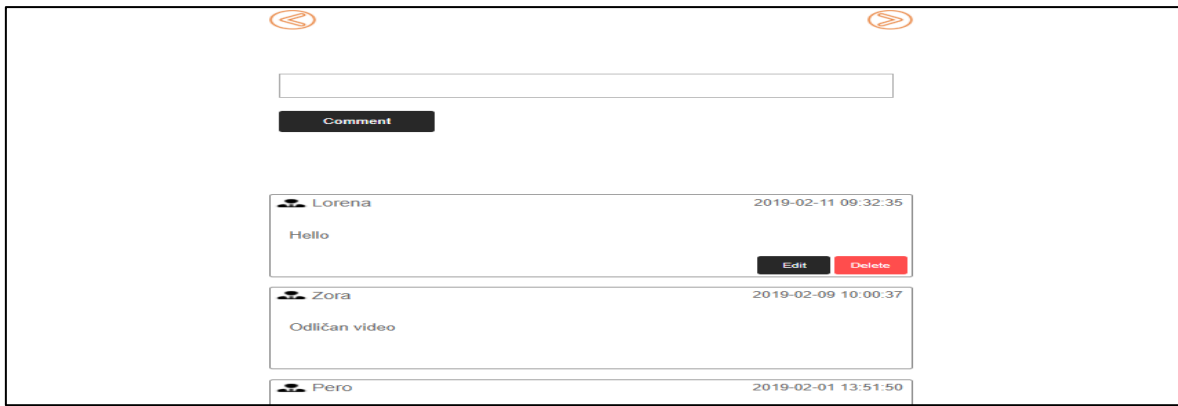 Comment
Lorena 2019-02-11 09:32:35
Hello
Edit Delete
Zora 2019-02-09 10:00:37
Odličan video
Pero 2019-02-01 13:51:50